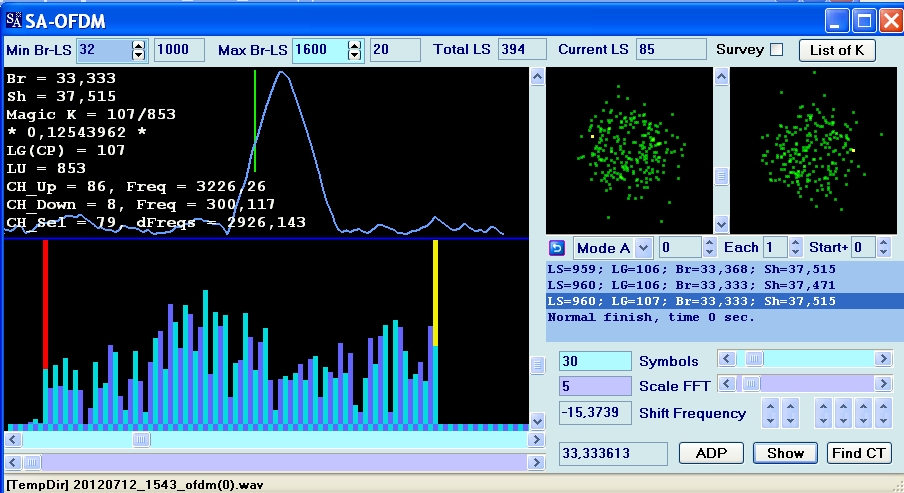 SA SA-OFDM
Min Br-LS 32 1000 Max Br-LS 1600 20 Total LS 394 Current LS 85 Survey List of K
Br = 33,333
Sh = 37,515
Magic K = 107/853
* 0,12543962 *
LG(CP) = 107
LU = 853
CH_Up = 86, Freq = 3226,26
CH_Down = 8, Freq = 300,117
CH_Sel = 79, dFreqs = 2926,143
Mode A 0 Each 1 Start+ 0
LS=959; LG=106; Br=33,368; Sh=37,515
LS=960; LG=106; Br=33,333; Sh=37,471
LS=960; LG=107; Br=33,333; Sh=37,515
Normal finish, time 0 sec.
30 Symbols
5 Scale FFT
-15,3739 Shift Frequency
33,333613 ADP Show Find CT
[TempDir] 20120712_1543_ofdm(0).wav